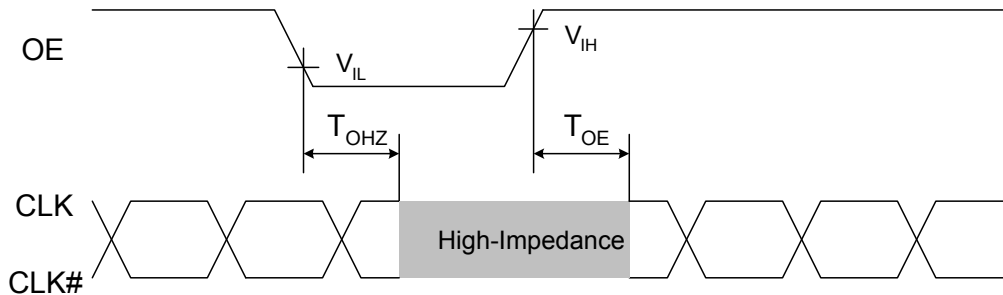 OE
V_IL
V_IH
T_OHZ
T_OE
CLK
High-Impedance
CLK#